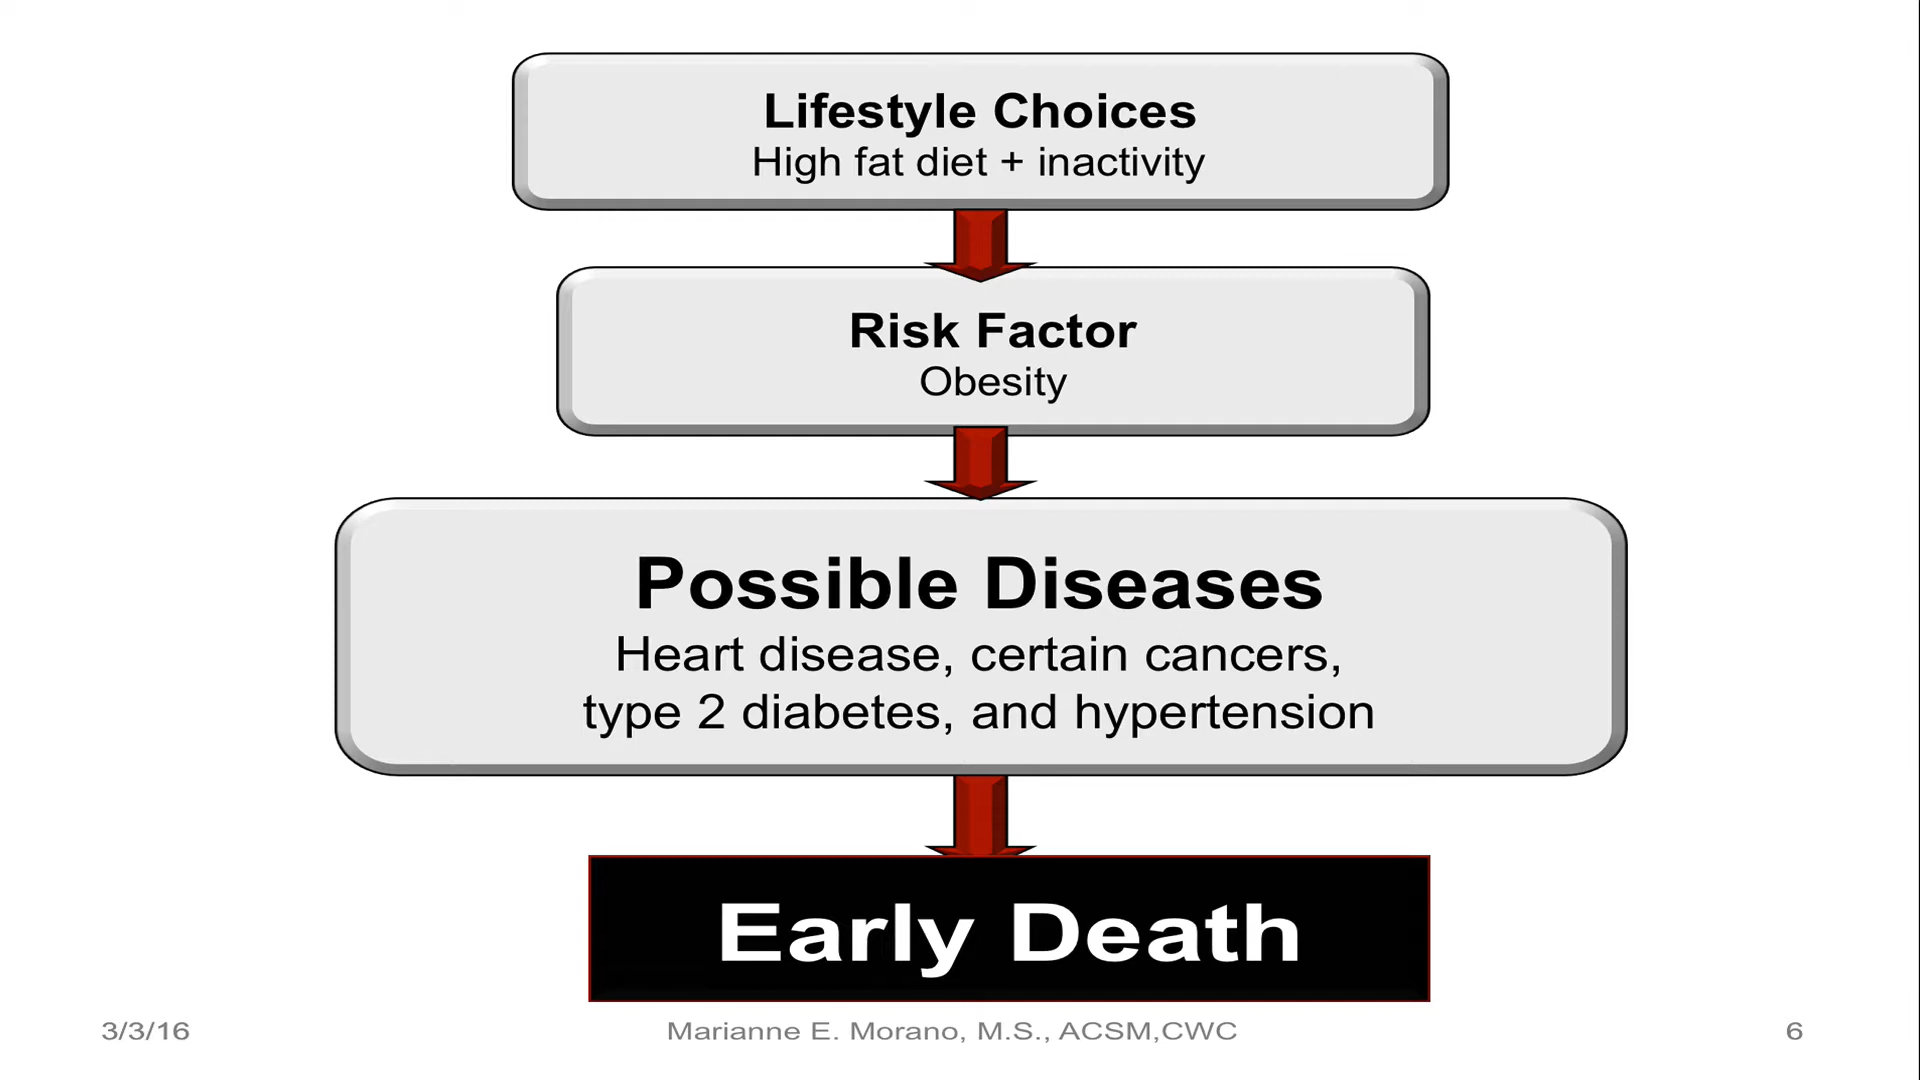 Lifestyle Choices
High fat diet + inactivity
Risk Factor
Obesity
Possible Diseases
Heart disease, certain cancers,
type 2 diabetes, and hypertension
Early Death
3/3/16
Marianne E. Morano, M.S., ACSM,CWC
6